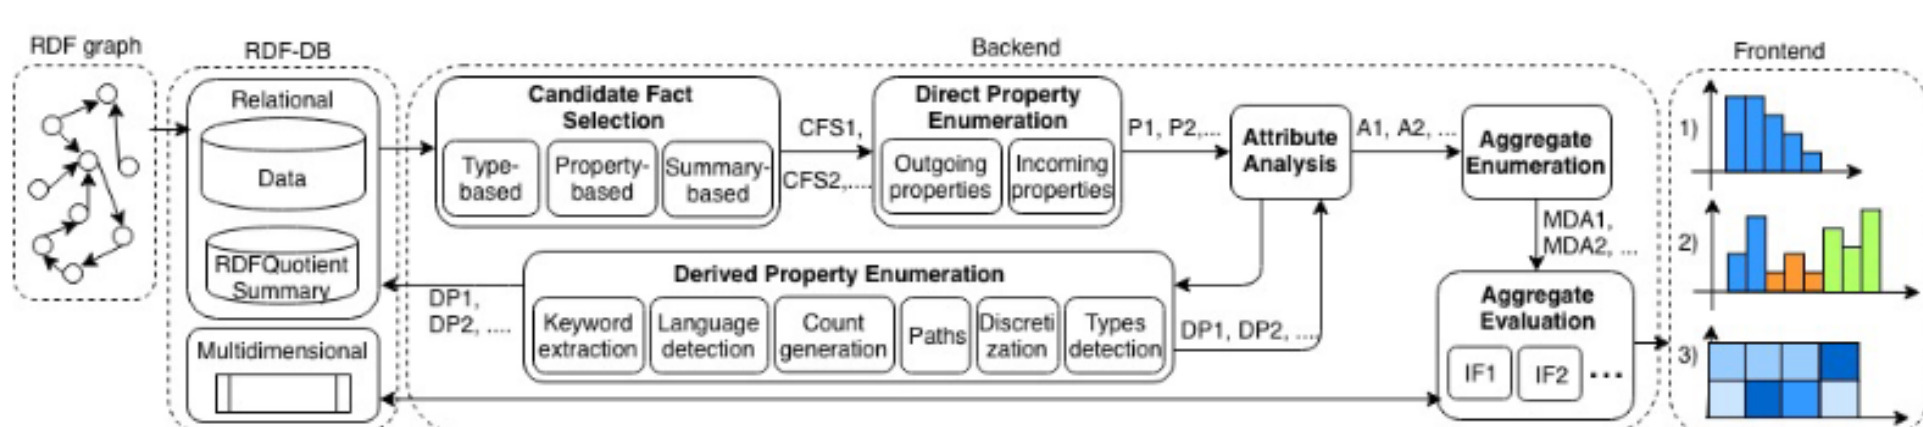 RDF graph
RDF-DB
Backend
Frontend
Relational
Data
RDFQuotient
Summary
Multidimensional
Candidate Fact
Selection
Type-
based
Property-
based
Summary-
based
CFS1,
CFS2,....
Direct Property
Enumeration
Outgoing
properties
Incoming
properties
P1, P2,...
Attribute
Analysis
A1, A2, ...
Aggregate
Enumeration
MDA1,
MDA2, ...
Derived Property Enumeration
Keyword
extraction
Language
detection
Count
generation
Paths
Discreti
zation
Types
detection
DP1,
DP2, ....
DP1, DP2, ....
Aggregate
Evaluation
IF1
IF2
...
1)
2)
3)